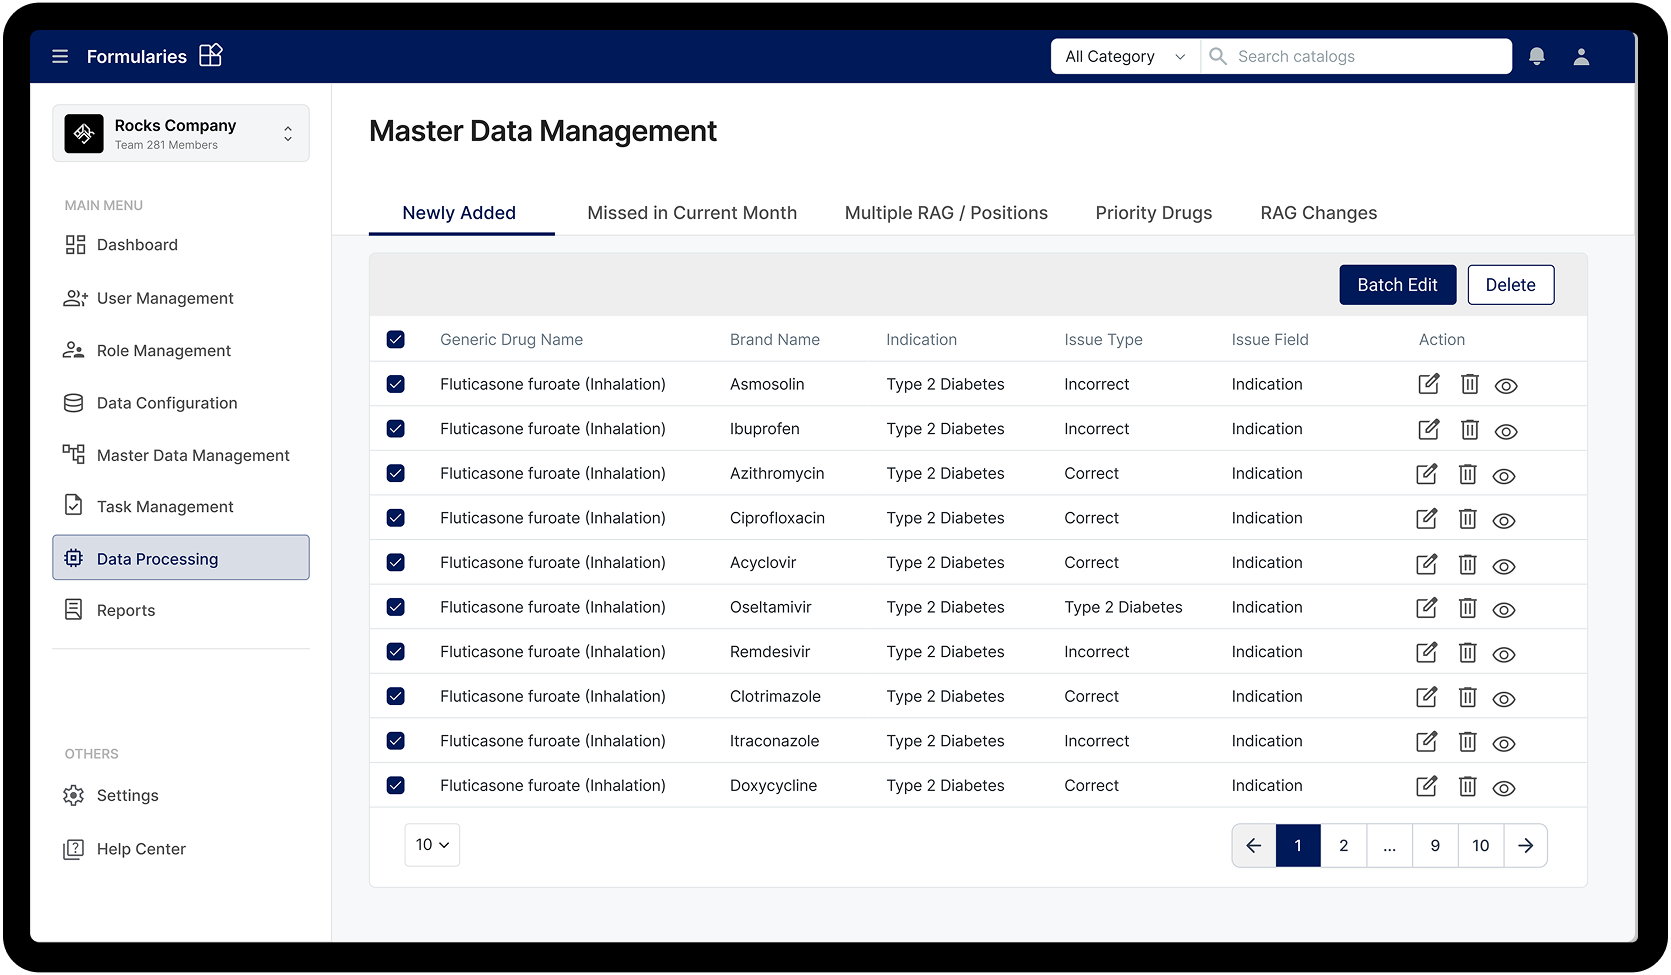 Formularies
All Category
Search catalogs
Rocks Company
Team 281 Members
MAIN MENU
Dashboard
User Management
Role Management
Data Configuration
Master Data Management
Task Management
Data Processing
Reports
OTHERS
Settings
Help Center
Master Data Management
Newly Added Missed in Current Month Multiple RAG / Positions Priority Drugs RAG Changes
Batch Edit Delete
Generic Drug Name Brand Name Indication Issue Type Issue Field Action
Fluticasone furoate (Inhalation) Asmosolin Type 2 Diabetes Incorrect Indication
Fluticasone furoate (Inhalation) Ibuprofen Type 2 Diabetes Incorrect Indication
Fluticasone furoate (Inhalation) Azithromycin Type 2 Diabetes Correct Indication
Fluticasone furoate (Inhalation) Ciprofloxacin Type 2 Diabetes Correct Indication
Fluticasone furoate (Inhalation) Acyclovir Type 2 Diabetes Correct Indication
Fluticasone furoate (Inhalation) Oseltamivir Type 2 Diabetes Type 2 Diabetes Indication
Fluticasone furoate (Inhalation) Remdesivir Type 2 Diabetes Incorrect Indication
Fluticasone furoate (Inhalation) Clotrimazole Type 2 Diabetes Correct Indication
Fluticasone furoate (Inhalation) Itraconazole Type 2 Diabetes Incorrect Indication
Fluticasone furoate (Inhalation) Doxycycline Type 2 Diabetes Correct Indication
10
1 2 ... 9 10